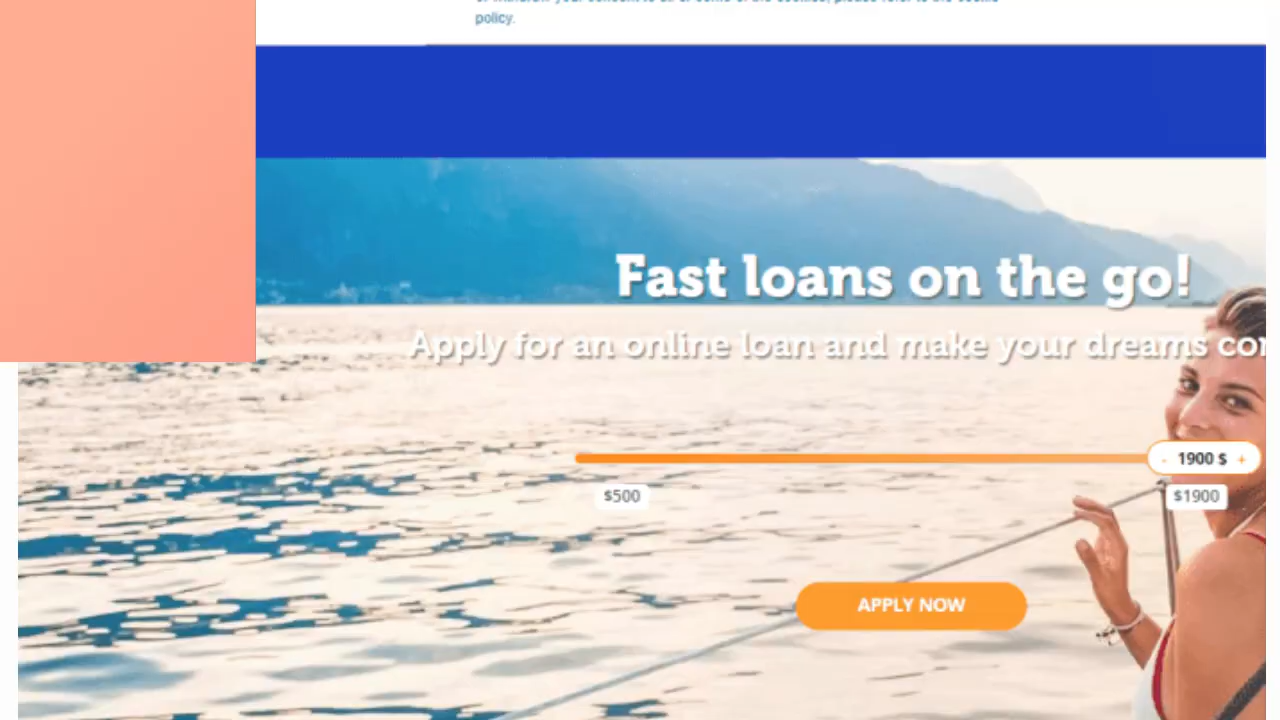 policy.
Fast loans on the go!
Apply for an online loan and make your dreams
- 1900 $ +
$500
$1900
APPLY NOW